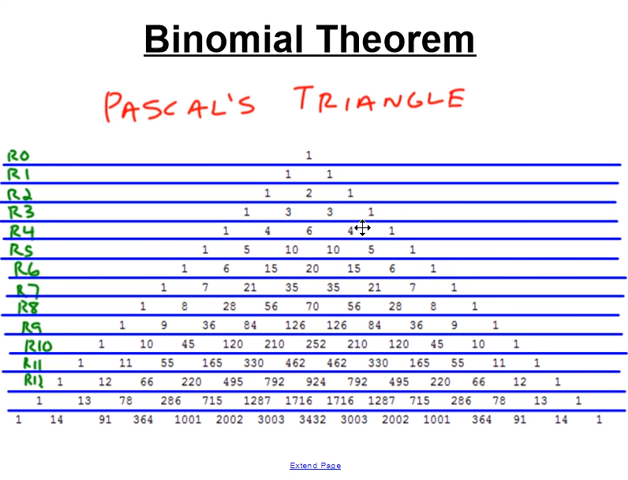 Binomial Theorem
PASCAL'S TRIANGLE
R0 1
R1 1 1
R2 1 2 1
R3 1 3 3 1
R4 1 4 6 4 1
R5 1 5 10 10 5 1
R6 1 6 15 20 15 6 1
R7 1 7 21 35 35 21 7 1
R8 1 8 28 56 70 56 28 8 1
R9 1 9 36 84 126 126 84 36 9 1
R10 1 10 45 120 210 252 210 120 45 10 1
R11 1 11 55 165 330 462 462 330 165 55 11 1
R12 1 12 66 220 495 792 924 792 495 220 66 12 1
1 13 78 286 715 1287 1716 1716 1287 715 286 78 13 1
1 14 91 364 1001 2002 3003 3432 3003 2002 1001 364 91 14 1
Extend Page